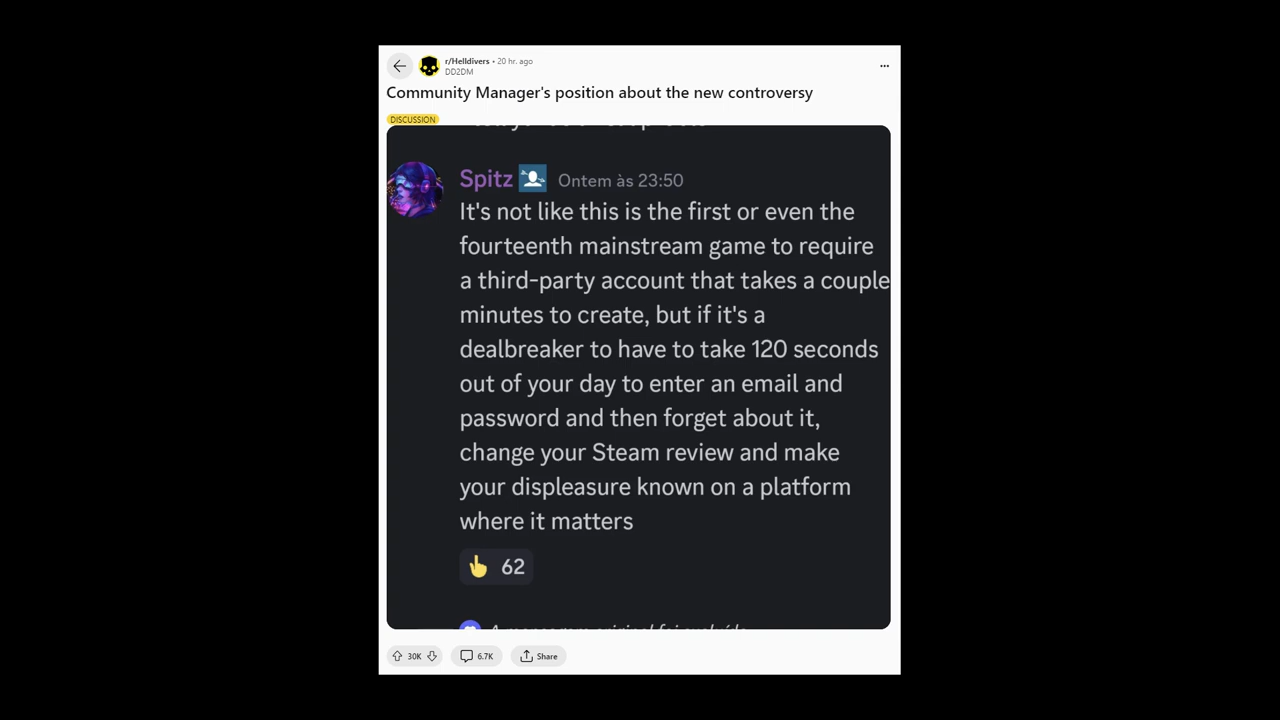 r/Helldivers • 20 hr. ago
DD2DM
Community Manager's position about the new controversy
DISCUSSION
Spitz Ontem às 23:50
It's not like this is the first or even the
fourteenth mainstream game to require
a third-party account that takes a couple
minutes to create, but if it's a
dealbreaker to have to take 120 seconds
out of your day to enter an email and
password and then forget about it,
change your Steam review and make
your displeasure known on a platform
where it matters
62
A mensagem original foi excluída
30K 6.7K Share